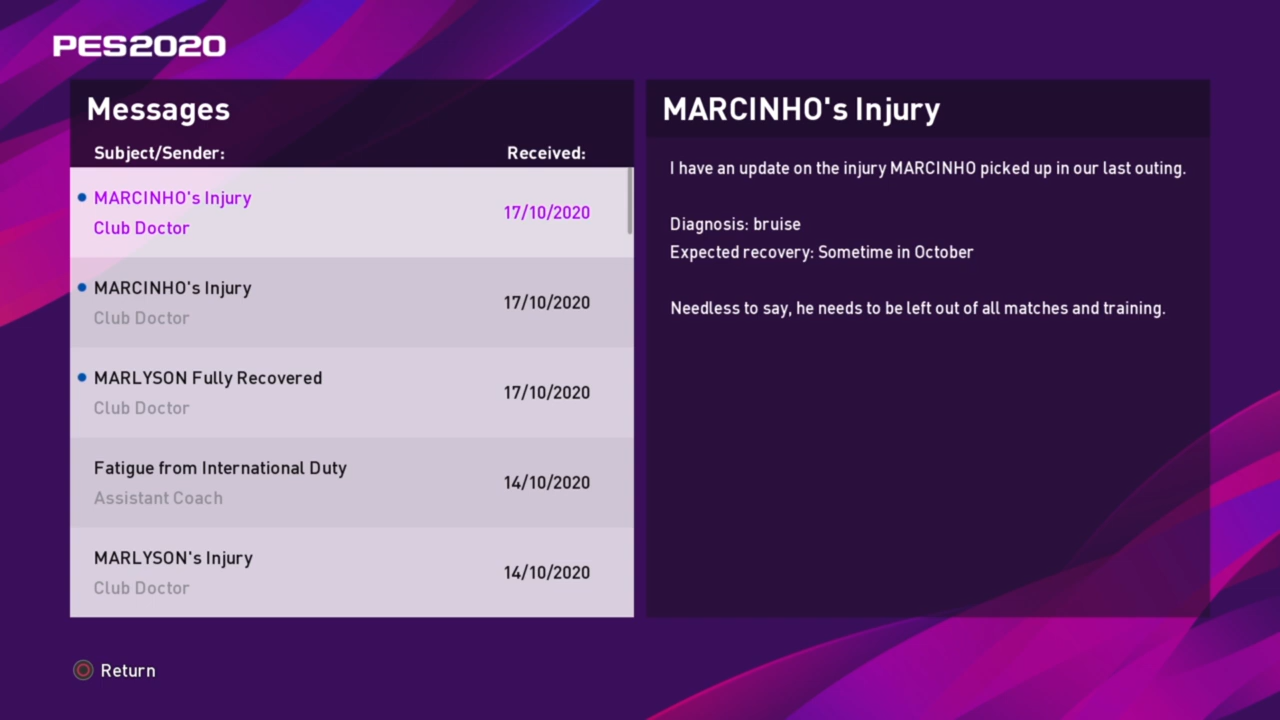 PES2020
Messages
Subject/Sender: Received:
MARCINHO's Injury
Club Doctor
17/10/2020
MARCINHO's Injury
Club Doctor
17/10/2020
MARLYSON Fully Recovered
Club Doctor
17/10/2020
Fatigue from International Duty
Assistant Coach
14/10/2020
MARLYSON's Injury
Club Doctor
14/10/2020
MARCINHO's Injury
I have an update on the injury MARCINHO picked up in our last outing.
Diagnosis: bruise
Expected recovery: Sometime in October
Needless to say, he needs to be left out of all matches and training.
Return